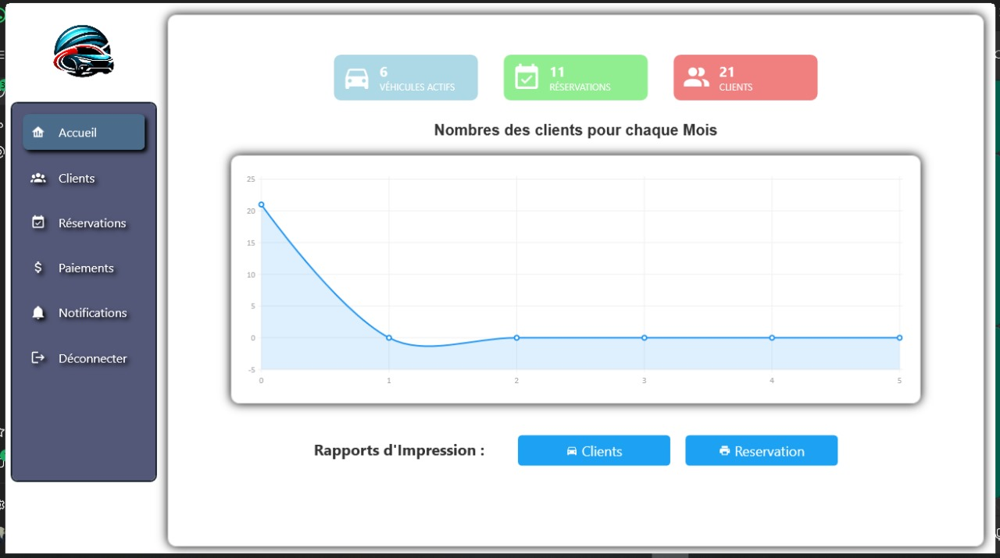 6
VÉHICULES ACTIFS
11
RÉSERVATIONS
21
CLIENTS
Accueil
Clients
Réservations
Paiements
Notifications
Déconnecter
Nombres des clients pour chaque Mois
25
20
15
10
5
0
-5
0 1 2 3 4 5
Rapports d'Impression :
Clients
Reservation